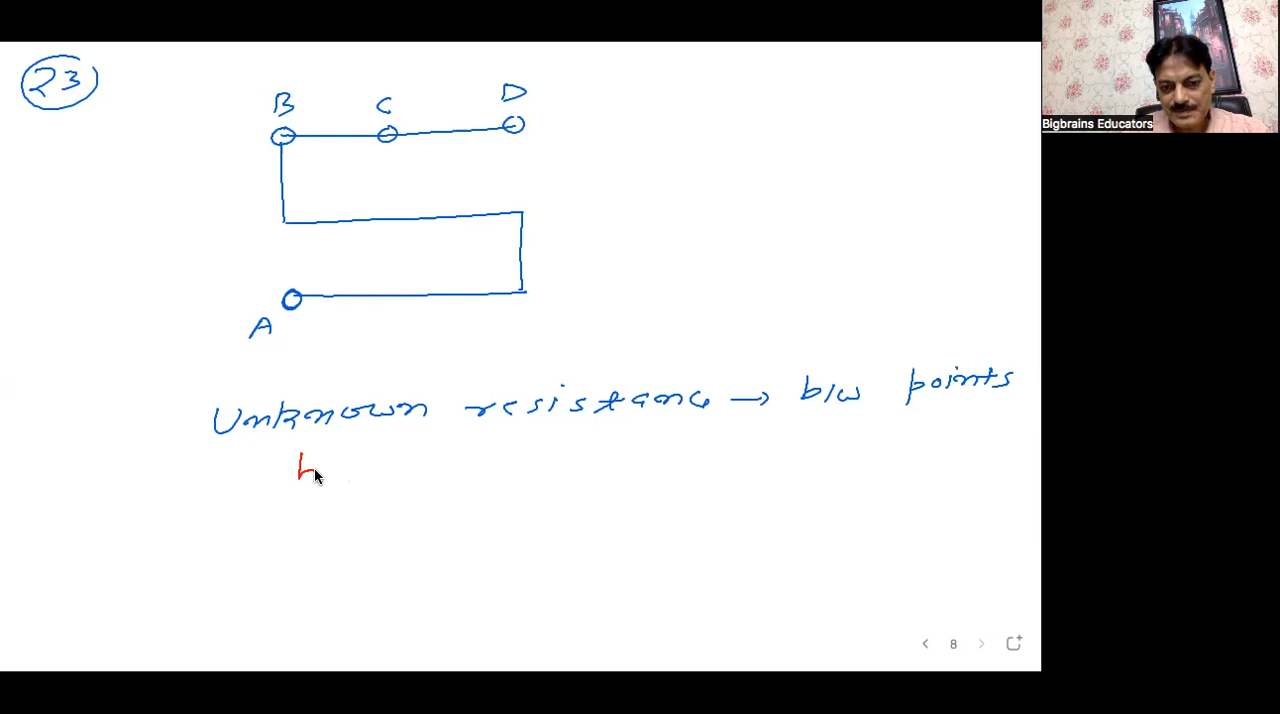 23
B C D
Bigbrains Educators
A
Unknown resistance → b/w points
8